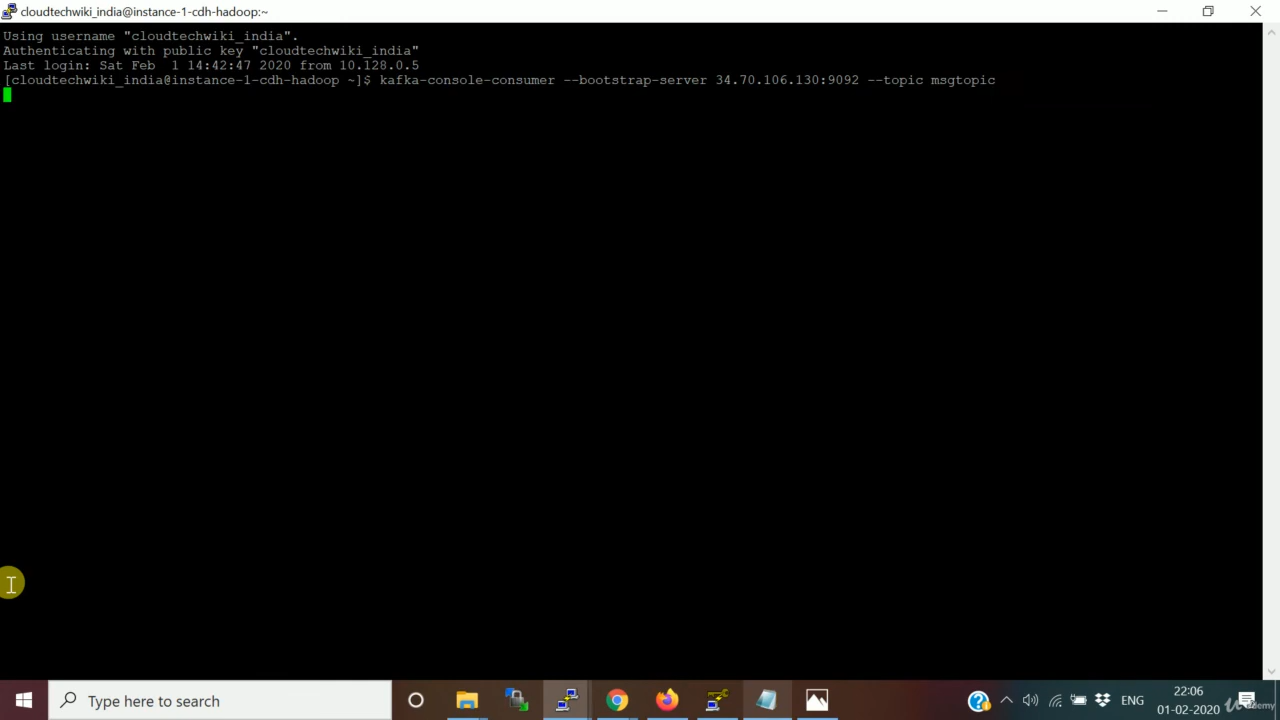 cloudtechwiki_india@instance-1-cdh-hadoop:~
Using username "cloudtechwiki_india".
Authenticating with public key "cloudtechwiki_india"
Last login: Sat Feb  1 14:42:47 2020 from 10.128.0.5
[cloudtechwiki_india@instance-1-cdh-hadoop ~]$ kafka-console-consumer --bootstrap-server 34.70.106.130:9092 --topic msgtopic
Type here to search
ENG
22:06
01-02-2020
Udemy